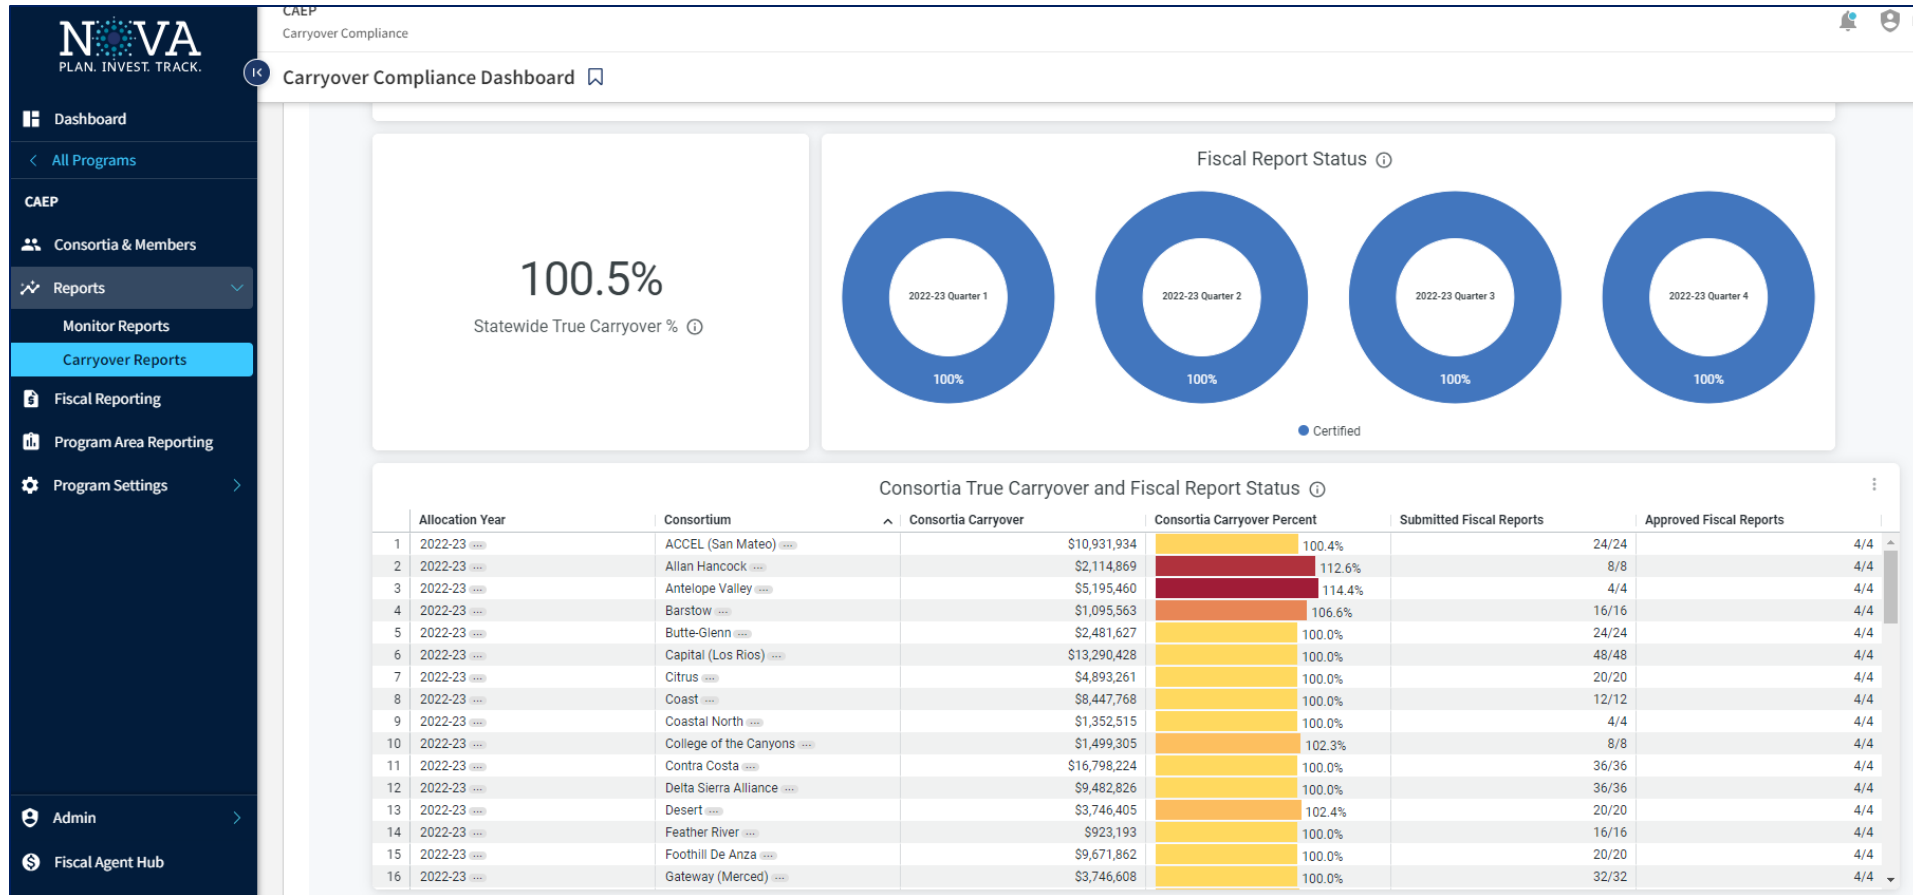 NOVA
PLAN. INVEST. TRACK.
Dashboard
All Programs
CAEP
Consortia & Members
Reports
Monitor Reports
Carryover Reports
Fiscal Reporting
Program Area Reporting
Program Settings
Admin
Fiscal Agent Hub
CAEP
Carryover Compliance
Carryover Compliance Dashboard
100.5%
Statewide True Carryover %
Fiscal Report Status
2022-23 Quarter 1
100%
2022-23 Quarter 2
100%
2022-23 Quarter 3
100%
2022-23 Quarter 4
100%
Certified
Consortia True Carryover and Fiscal Report Status
Allocation Year Consortium Consortia Carryover Consortia Carryover Percent Submitted Fiscal Reports Approved Fiscal Reports
1 2022-23 ACCEL (San Mateo) $10,931,934 100.4% 24/24 4/4
2 2022-23 Allan Hancock $2,114,869 112.6% 8/8 4/4
3 2022-23 Antelope Valley $5,195,460 114.4% 4/4 4/4
4 2022-23 Barstow $1,095,563 106.6% 16/16 4/4
5 2022-23 Butte-Glenn $2,481,627 100.0% 24/24 4/4
6 2022-23 Capital (Los Rios) $13,290,428 100.0% 48/48 4/4
7 2022-23 Citrus $4,893,261 100.0% 20/20 4/4
8 2022-23 Coast $8,447,768 100.0% 12/12 4/4
9 2022-23 Coastal North $1,352,515 100.0% 4/4 4/4
10 2022-23 College of the Canyons $1,499,305 102.3% 8/8 4/4
11 2022-23 Contra Costa $16,798,224 100.0% 36/36 4/4
12 2022-23 Delta Sierra Alliance $9,482,826 100.0% 36/36 4/4
13 2022-23 Desert $3,746,405 102.4% 20/20 4/4
14 2022-23 Feather River $923,193 100.0% 16/16 4/4
15 2022-23 Foothill De Anza $9,671,862 100.0% 20/20 4/4
16 2022-23 Gateway (Merced) $3,746,608 100.0% 32/32 4/4